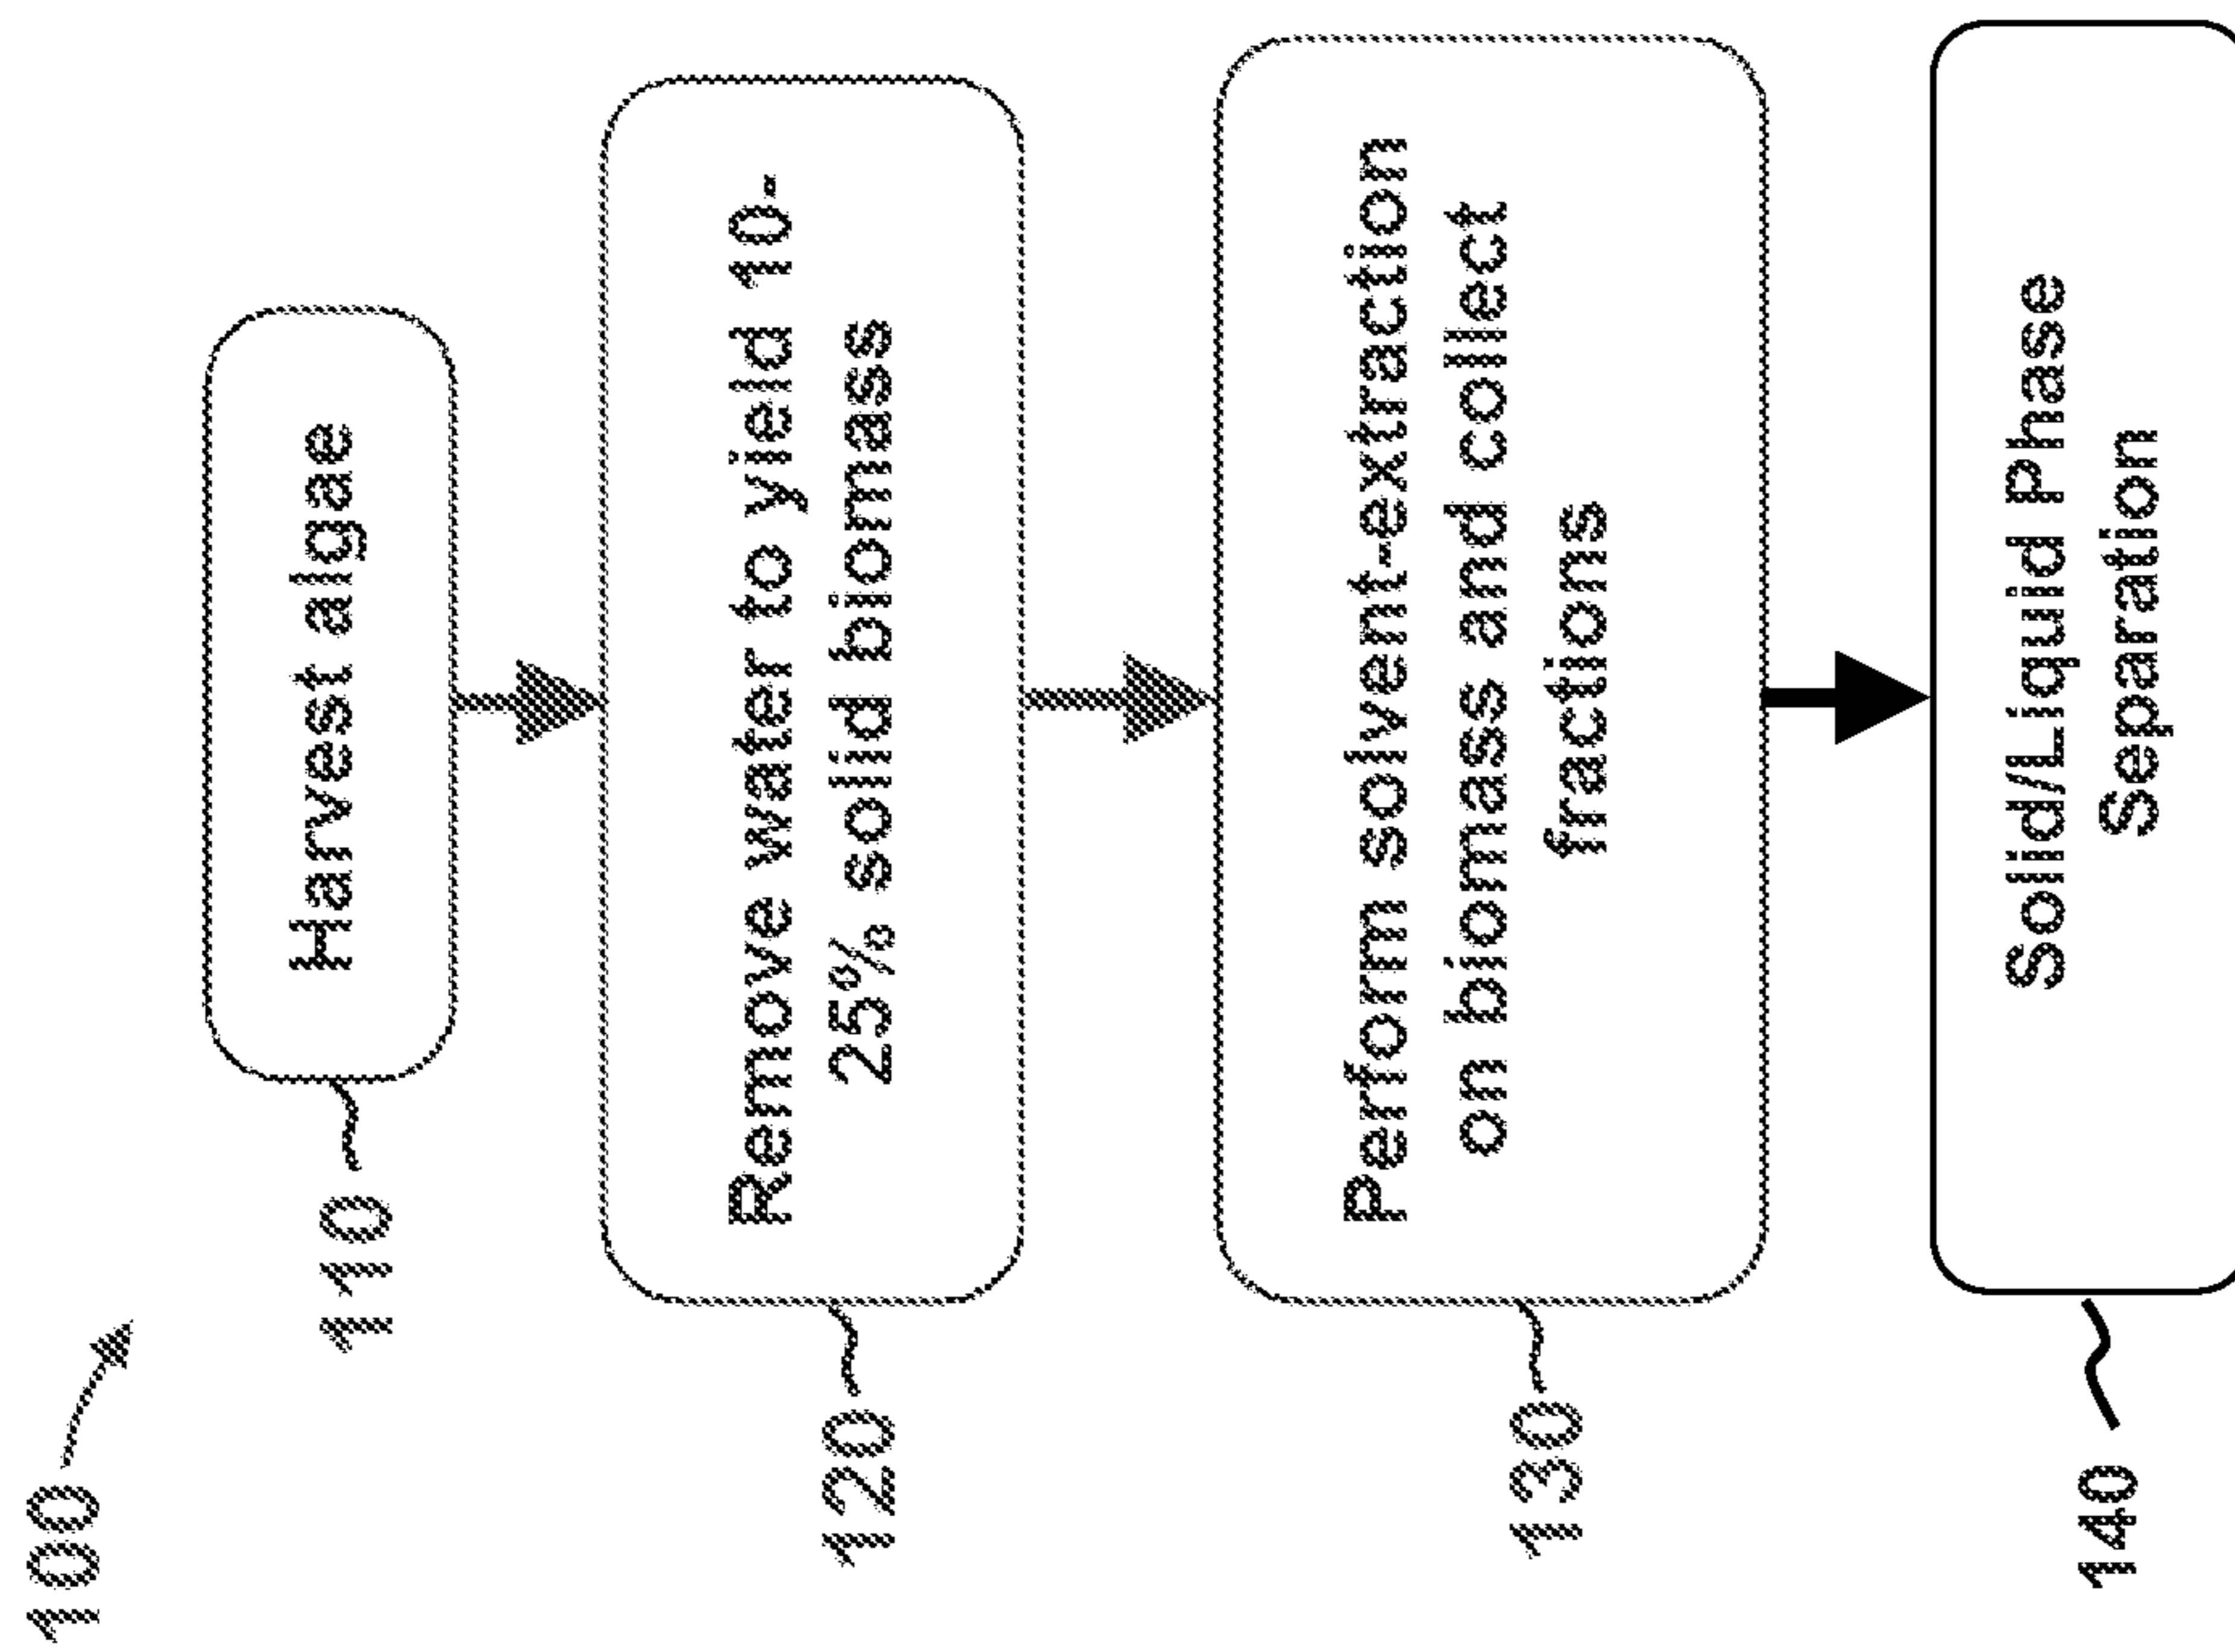 100
110
Harvest algae
120
Remove water to yield 10-
25% solid biomass
130
Perform solvent-extraction
on biomass and collect
fractions
140
Solid/Liquid Phase
Separation